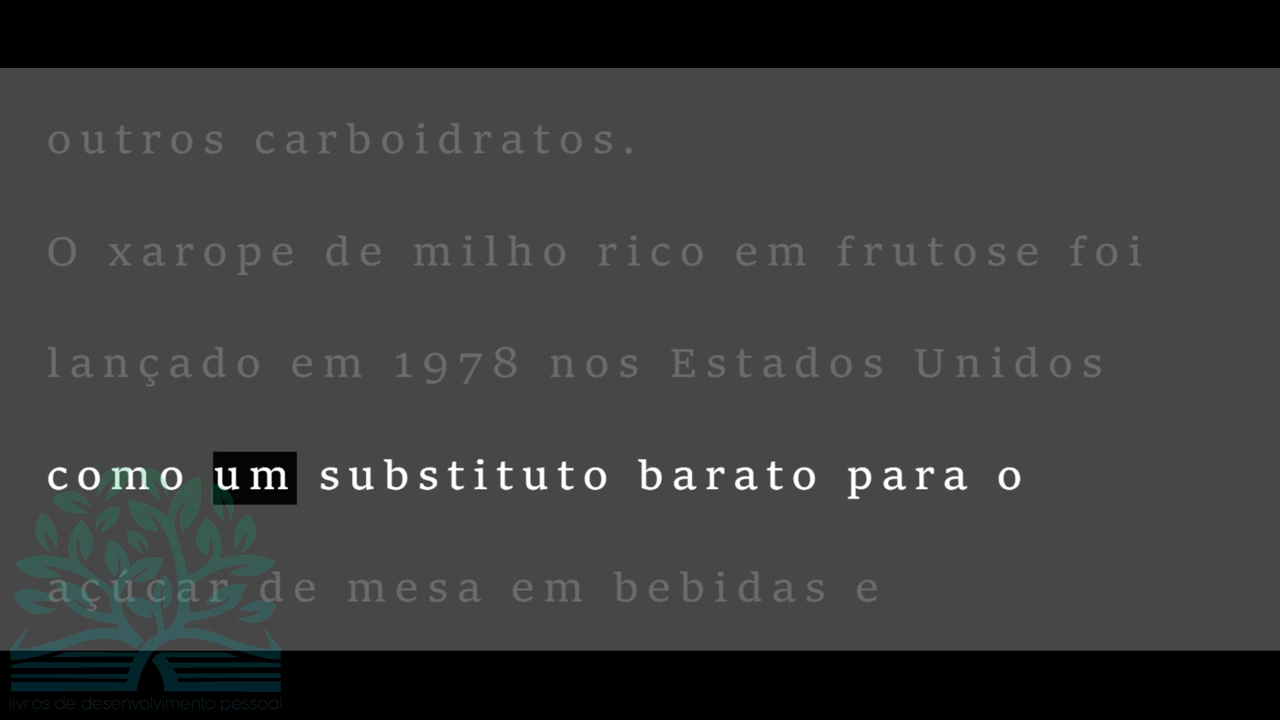 outros carboidratos.
O xarope de milho rico em frutose foi
lançado em 1978 nos Estados Unidos
como um substituto barato para o
açúcar de mesa em bebidas e
livros de desenvolvimento pessoal